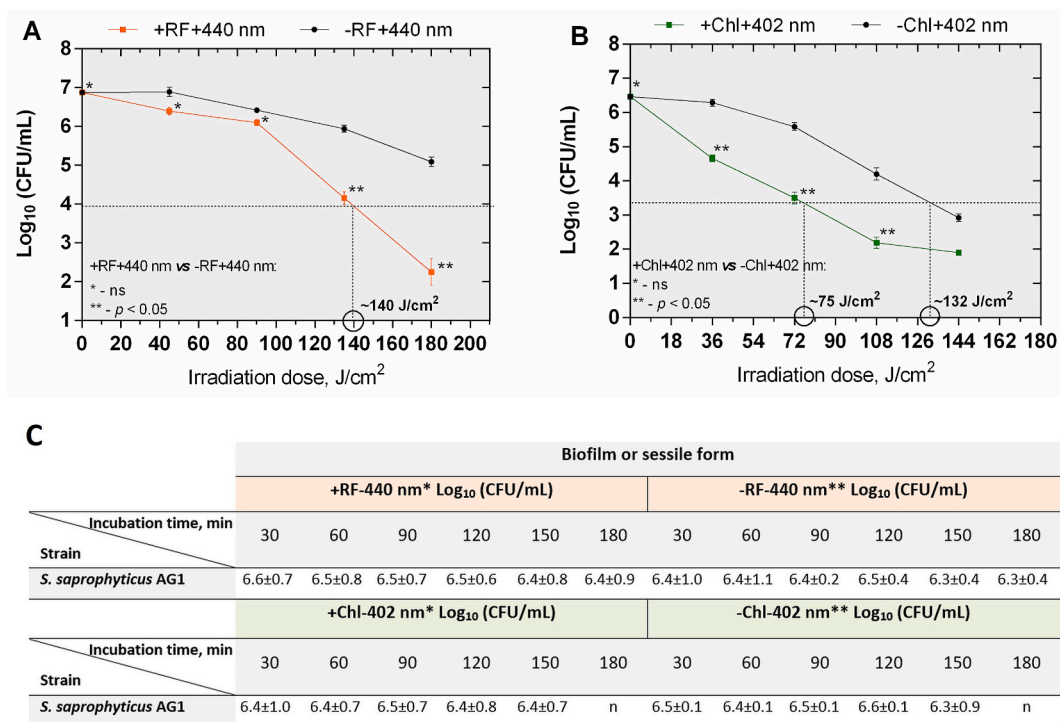 A
+RF+440 nm
-RF+440 nm
Log10 (CFU/mL)
8
7
6
5
4
3
2
1
*
*
*
**
**
+RF+440 nm vs -RF+440 nm:
* - ns
** - p < 0.05
~140 J/cm2
0 20 40 60 80 100 120 140 160 180 200
Irradiation dose, J/cm2
B
+Chl+402 nm
-Chl+402 nm
Log10 (CFU/mL)
8
7
6
5
4
3
2
1
0
*
**
**
**
+Chl+402 nm vs -Chl+402 nm:
* - ns
** - p < 0.05
~75 J/cm2
~132 J/cm2
0 18 36 54 72 90 108 126 144 162 180
Irradiation dose, J/cm2
C
Biofilm or sessile form
+RF-440 nm* Log10 (CFU/mL) -RF-440 nm** Log10 (CFU/mL)
Incubation time, min 30 60 90 120 150 180 30 60 90 120 150 180
Strain
S. saprophyticus AG1 6.6±0.7 6.5±0.8 6.5±0.7 6.5±0.6 6.4±0.8 6.4±0.9 6.4±1.0 6.4±1.1 6.4±0.2 6.5±0.4 6.3±0.4 6.3±0.4
+Chl-402 nm* Log10 (CFU/mL) -Chl-402 nm** Log10 (CFU/mL)
Incubation time, min 30 60 90 120 150 180 30 60 90 120 150 180
Strain
S. saprophyticus AG1 6.4±1.0 6.4±0.7 6.5±0.7 6.4±0.8 6.4±0.7 n 6.5±0.1 6.4±0.1 6.5±0.1 6.6±0.1 6.3±0.9 n